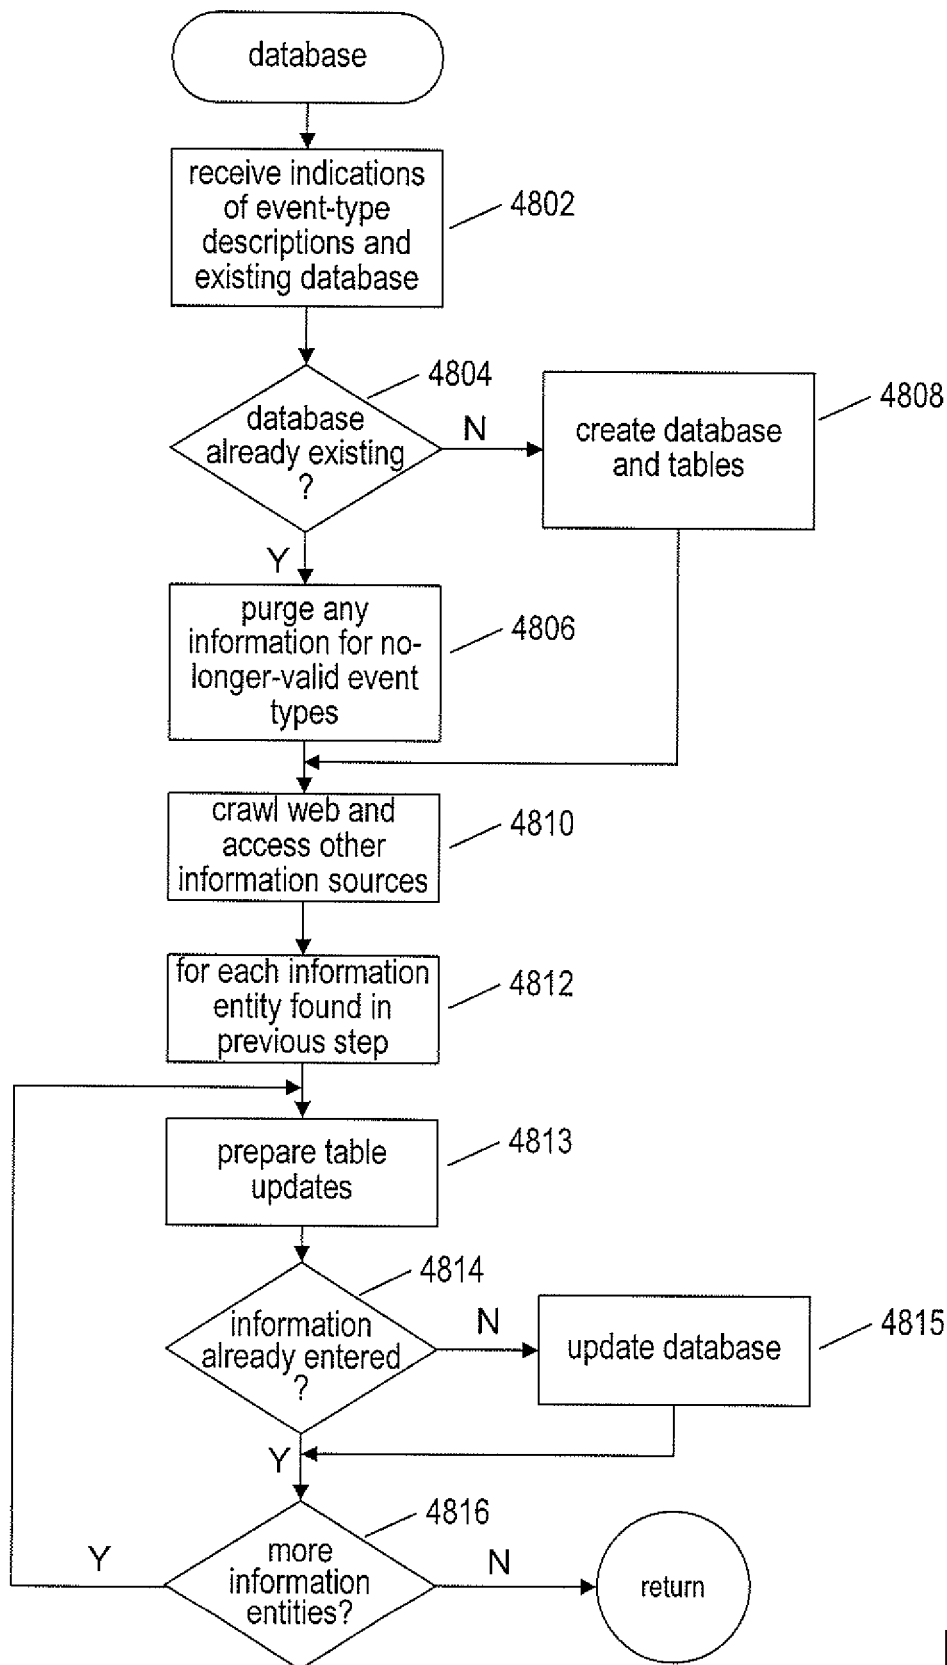 database
receive indications
of event-type
descriptions and
existing database
4802
4804
database
already existing
?
N
Y
create database
and tables
4808
purge any
information for no-
longer-valid event
types
4806
crawl web and
access other
information sources
4810
for each information
entity found in
previous step
4812
prepare table
updates
4813
4814
information
already entered
?
N
Y
update database
4815
4816
more
information
entities?
Y
N
return